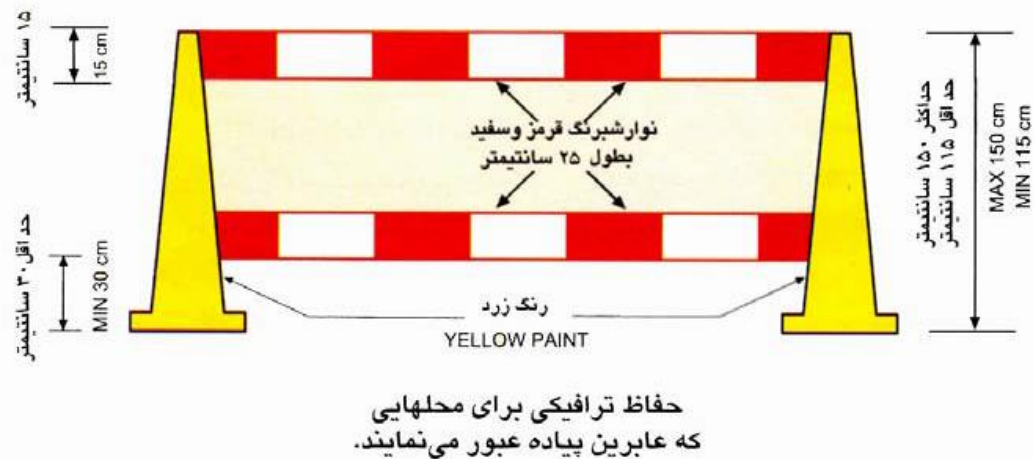 ۱۵ سانتیمتر
15 cm
نوارشبرنگ قرمز وسفید
بطول ۲۵ سانتیمتر
حداکثر ۱۵۰ سانتیمتر
حداقل ۱۱۵ سانتیمتر
MAX 150 cm
MIN 115 cm
حداقل ۳۰ سانتیمتر
MIN 30 cm
رنگ زرد
YELLOW PAINT
حفاظ ترافیکی برای محلهایی
که عابرین پیاده عبور می‌نمایند.